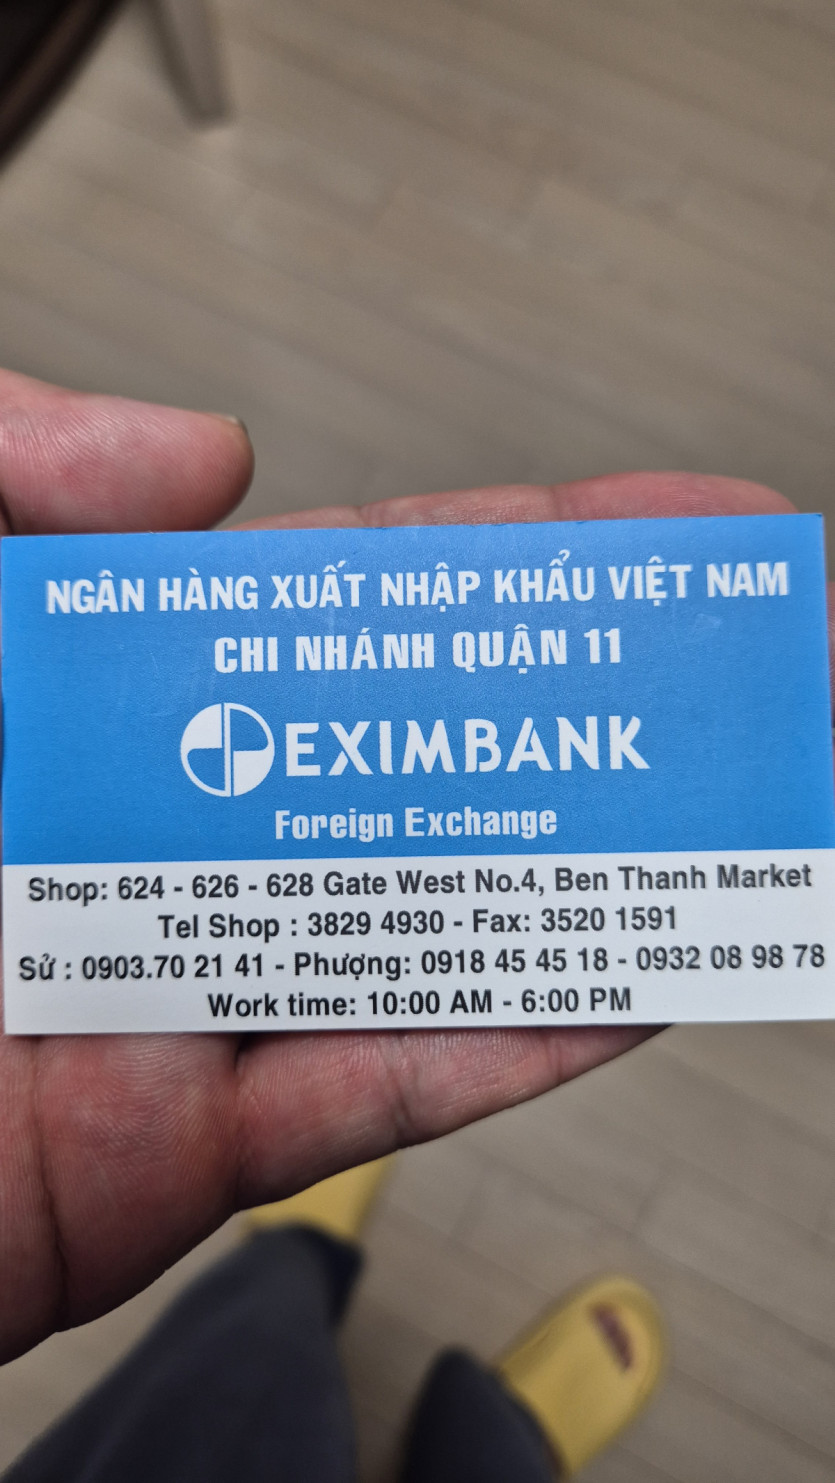 NGÂN HÀNG XUẤT NHẬP KHẨU VIỆT NAM
CHI NHÁNH QUẬN 11
EXIMBANK
Foreign Exchange
Shop: 624 - 626 - 628 Gate West No.4, Ben Thanh Market
Tel Shop : 3829 4930 - Fax: 3520 1591
Sử : 0903.70 21 41 - Phượng: 0918 45 45 18 - 0932 08 98 78
Work time: 10:00 AM - 6:00 PM